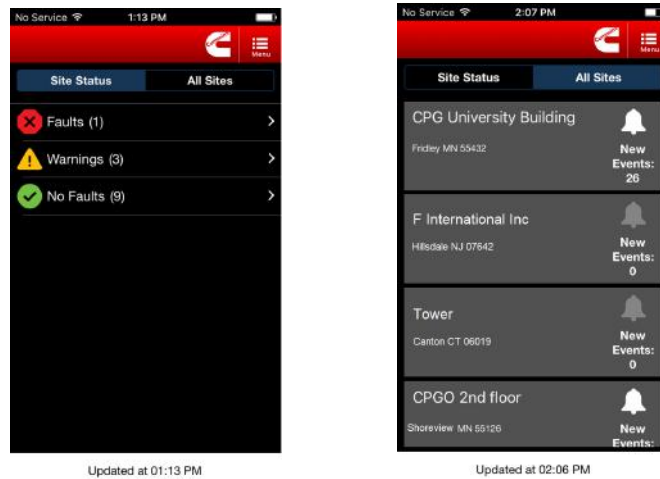 No Service 1:13 PM
Menu
Site Status All Sites
Faults (1)
Warnings (3)
No Faults (9)
Updated at 01:13 PM
No Service 2:07 PM
Menu
Site Status All Sites
CPG University Building
Fridley MN 55432
New
Events:
26
F International Inc
Hillsdale NJ 07642
New
Events:
0
Tower
Canton CT 06019
New
Events:
0
CPGO 2nd floor
Shoreview MN 55126
New
Events:
Updated at 02:06 PM